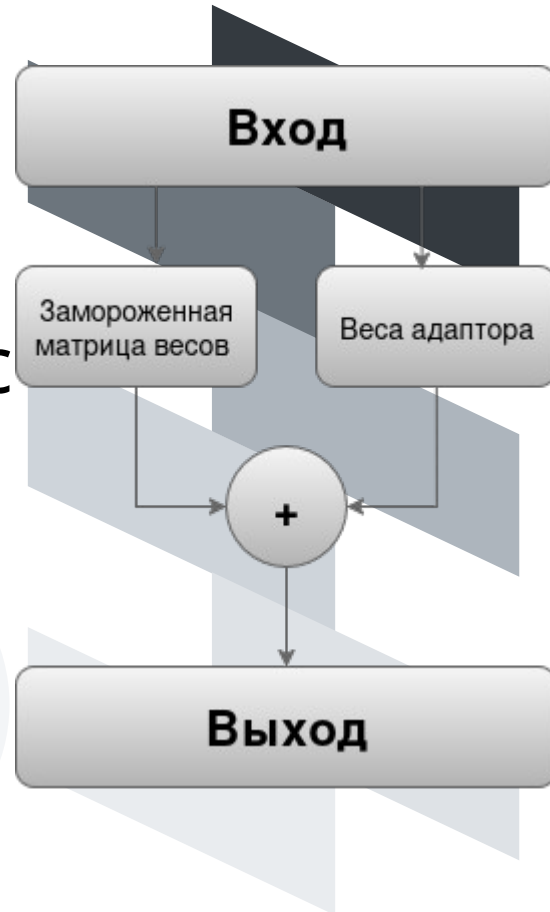 Вход
Замороженная
матрица весов
Веса адаптора
с
+
Выход